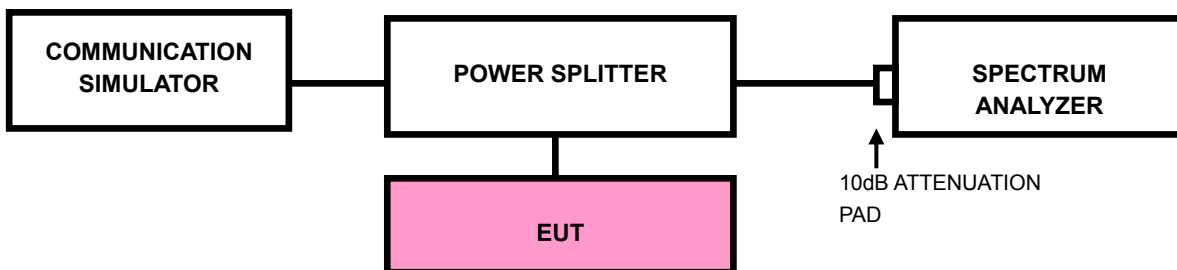 COMMUNICATION
SIMULATOR
POWER SPLITTER
SPECTRUM
ANALYZER
10dB ATTENUATION
PAD
EUT